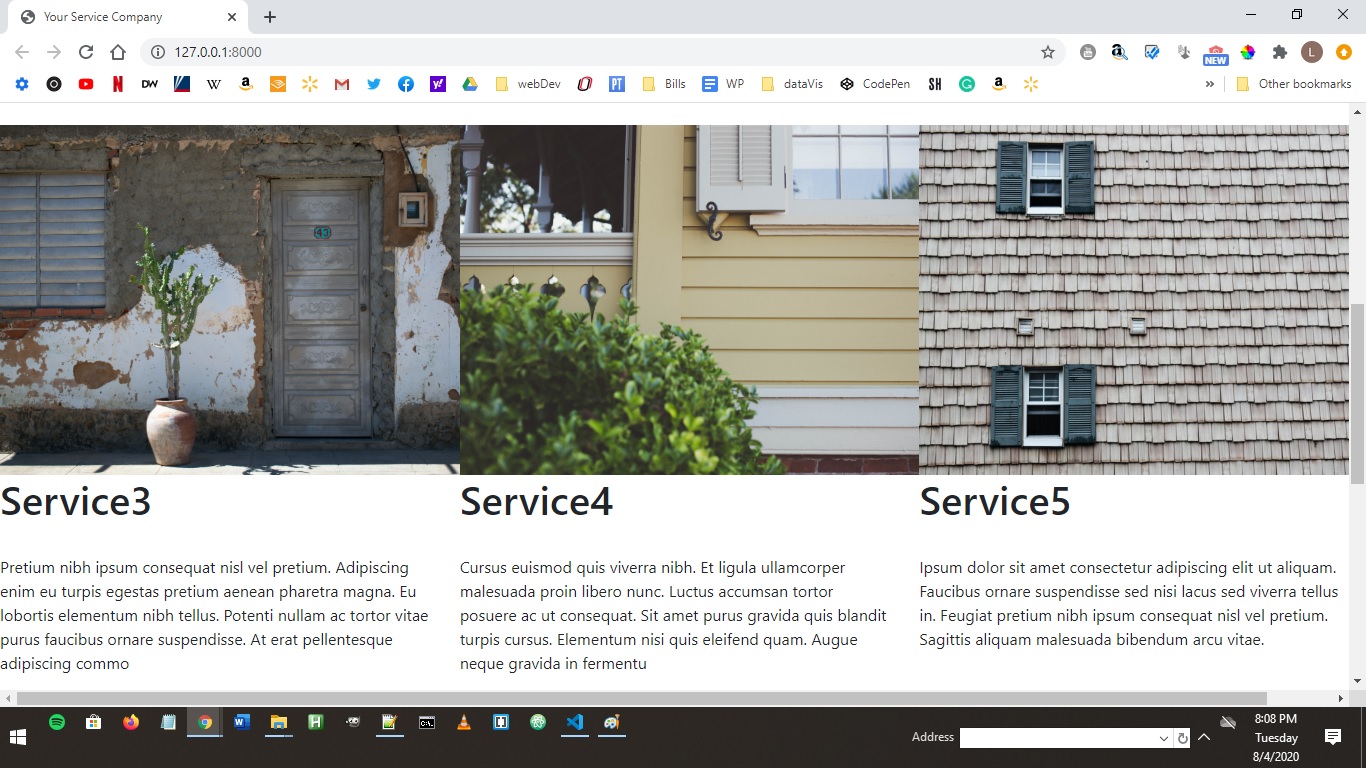 Your Service Company
127.0.0.1:8000
NEW
L
N
DW
W
a
y!
webDev
O
PT
Bills
WP
dataVis
CodePen
SH
G
a
»
Other bookmarks
43
Service3
Service4
Service5
Pretium nibh ipsum consequat nisl vel pretium. Adipiscing
enim eu turpis egestas pretium aenean pharetra magna. Eu
lobortis elementum nibh tellus. Potenti nullam ac tortor vitae
purus faucibus ornare suspendisse. At erat pellentesque
adipiscing commo
Cursus euismod quis viverra nibh. Et ligula ullamcorper
malesuada proin libero nunc. Luctus accumsan tortor
posuere ac ut consequat. Sit amet purus gravida quis blandit
turpis cursus. Elementum nisi quis eleifend quam. Augue
neque gravida in fermentu
Ipsum dolor sit amet consectetur adipiscing elit ut aliquam.
Faucibus ornare suspendisse sed nisi lacus sed viverra tellus
in. Feugiat pretium nibh ipsum consequat nisl vel pretium.
Sagittis aliquam malesuada bibendum arcu vitae.
W
H
C:\.
Address
8:08 PM
Tuesday
8/4/2020